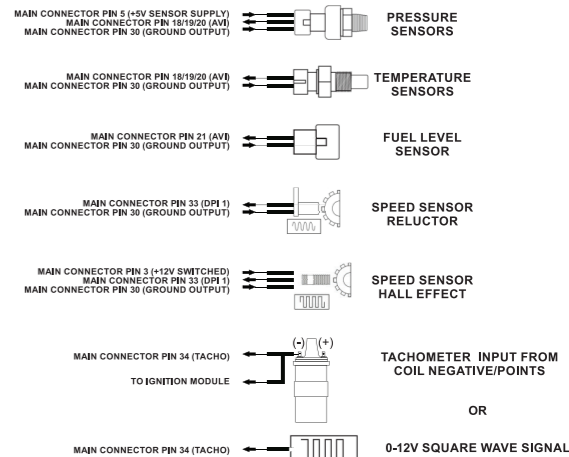 MAIN CONNECTOR PIN 5 (+5V SENSOR SUPPLY)
MAIN CONNECTOR PIN 18/19/20 (AVI)
MAIN CONNECTOR PIN 30 (GROUND OUTPUT)
PRESSURE
SENSORS
MAIN CONNECTOR PIN 18/19/20 (AVI)
MAIN CONNECTOR PIN 30 (GROUND OUTPUT)
TEMPERATURE
SENSORS
MAIN CONNECTOR PIN 21 (AVI)
MAIN CONNECTOR PIN 30 (GROUND OUTPUT)
FUEL LEVEL
SENSOR
MAIN CONNECTOR PIN 33 (DPI 1)
MAIN CONNECTOR PIN 30 (GROUND OUTPUT)
SPEED SENSOR
RELUCTOR
MAIN CONNECTOR PIN 3 (+12V SWITCHED)
MAIN CONNECTOR PIN 33 (DPI 1)
MAIN CONNECTOR PIN 30 (GROUND OUTPUT)
SPEED SENSOR
HALL EFFECT
(-) (+)
MAIN CONNECTOR PIN 34 (TACHO)
TO IGNITION MODULE
TACHOMETER INPUT FROM
COIL NEGATIVE/POINTS
OR
MAIN CONNECTOR PIN 34 (TACHO)
0-12V SQUARE WAVE SIGNAL